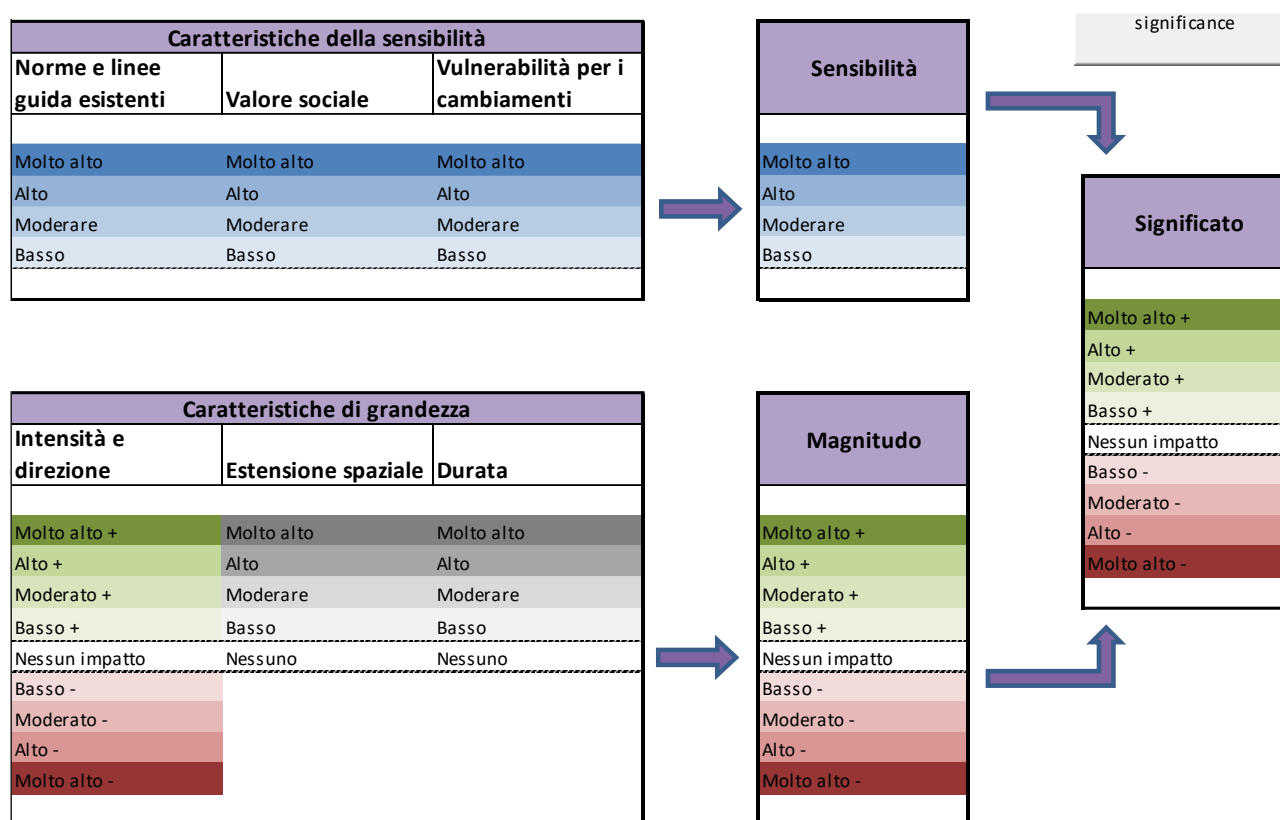 significance
Caratteristiche della sensibilità
Norme e linee guida esistenti
Valore sociale
Vulnerabilità per i cambiamenti
Molto alto Molto alto Molto alto
Alto Alto Alto
Moderare Moderare Moderare
Basso Basso Basso
Sensibilità
Molto alto
Alto
Moderare
Basso
Caratteristiche di grandezza
Intensità e direzione
Estensione spaziale
Durata
Molto alto + Molto alto Molto alto
Alto + Alto Alto
Moderato + Moderare Moderare
Basso + Basso Basso
Nessun impatto Nessuno Nessuno
Basso -
Moderato -
Alto -
Molto alto -
Magnitudo
Molto alto +
Alto +
Moderato +
Basso +
Nessun impatto
Basso -
Moderato -
Alto -
Molto alto -
Significato
Molto alto +
Alto +
Moderato +
Basso +
Nessun impatto
Basso -
Moderato -
Alto -
Molto alto -